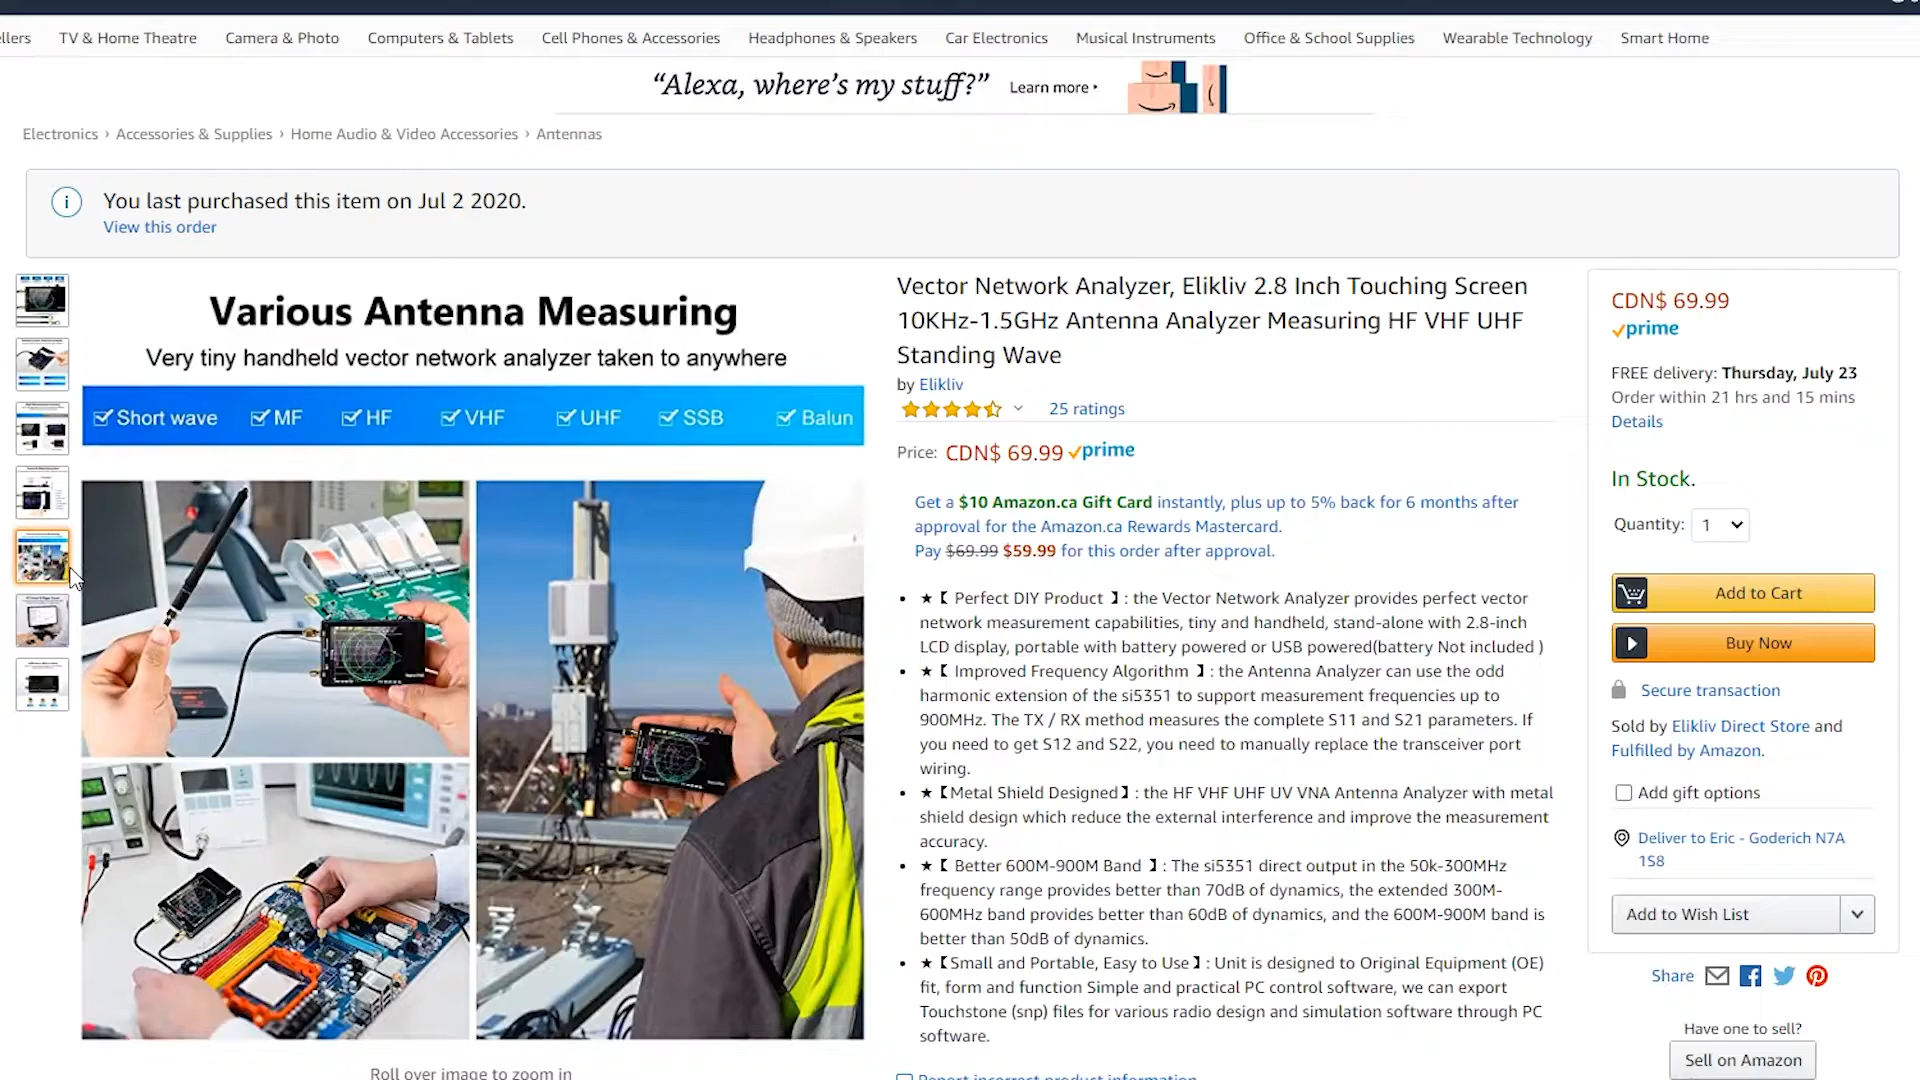 llers TV & Home Theatre Camera & Photo Computers & Tablets Cell Phones & Accessories Headphones & Speakers Car Electronics Musical Instruments Office & School Supplies Wearable Technology Smart Home
“Alexa, where’s my stuff?” Learn more ‣
Electronics › Accessories & Supplies › Home Audio & Video Accessories › Antennas
i You last purchased this item on Jul 2 2020.
View this order
Various Antenna Measuring
Very tiny handheld vector network analyzer taken to anywhere
Short wave MF HF VHF UHF SSB Balun
Roll over image to zoom in
Vector Network Analyzer, Elikliv 2.8 Inch Touching Screen
10KHz-1.5GHz Antenna Analyzer Measuring HF VHF UHF
Standing Wave
by Elikliv
25 ratings
Price: CDN$ 69.99 prime
Get a $10 Amazon.ca Gift Card instantly, plus up to 5% back for 6 months after
approval for the Amazon.ca Rewards Mastercard.
Pay $69.99 $59.99 for this order after approval.
• ★【 Perfect DIY Product 】: the Vector Network Analyzer provides perfect vector
network measurement capabilities, tiny and handheld, stand-alone with 2.8-inch
LCD display, portable with battery powered or USB powered(battery Not included )
• ★【 Improved Frequency Algorithm 】: the Antenna Analyzer can use the odd
harmonic extension of the si5351 to support measurement frequencies up to
900MHz. The TX / RX method measures the complete S11 and S21 parameters. If
you need to get S12 and S22, you need to manually replace the transceiver port
wiring.
• ★【Metal Shield Designed】: the HF VHF UHF UV VNA Antenna Analyzer with metal
shield design which reduce the external interference and improve the measurement
accuracy.
• ★【 Better 600M-900M Band 】: The si5351 direct output in the 50k-300MHz
frequency range provides better than 70dB of dynamics, the extended 300M-
600MHz band provides better than 60dB of dynamics, and the 600M-900M band is
better than 50dB of dynamics.
• ★【Small and Portable, Easy to Use】: Unit is designed to Original Equipment (OE)
fit, form and function Simple and practical PC control software, we can export
Touchstone (snp) files for various radio design and simulation software through PC
software.
Report incorrect product information
CDN$ 69.99
prime
FREE delivery: Thursday, July 23
Order within 21 hrs and 15 mins
Details
In Stock.
Quantity: 1
Add to Cart
Buy Now
Secure transaction
Sold by Elikliv Direct Store and
Fulfilled by Amazon.
Add gift options
Deliver to Eric - Goderich N7A
1S8
Add to Wish List
Share
Have one to sell?
Sell on Amazon